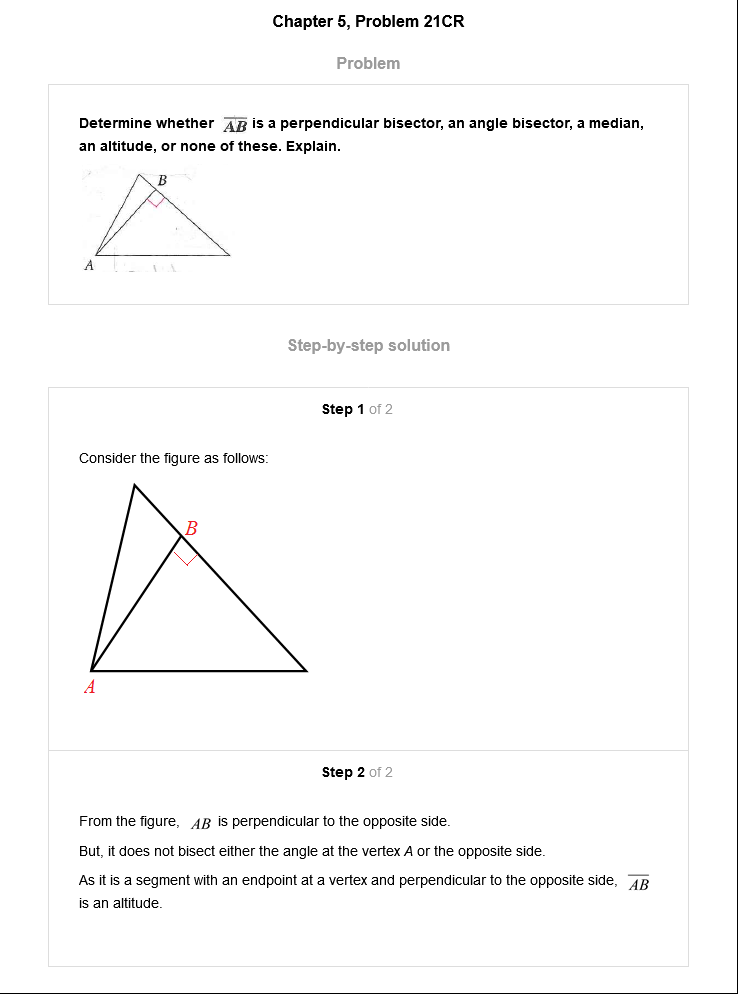 Chapter 5, Problem 21CR
Problem
Determine whether AB is a perpendicular bisector, an angle bisector, a median,
an altitude, or none of these. Explain.
B
A
Step-by-step solution
Step 1 of 2
Consider the figure as follows:
B
A
Step 2 of 2
From the figure, AB is perpendicular to the opposite side.
But, it does not bisect either the angle at the vertex A or the opposite side.
As it is a segment with an endpoint at a vertex and perpendicular to the opposite side, AB
is an altitude.